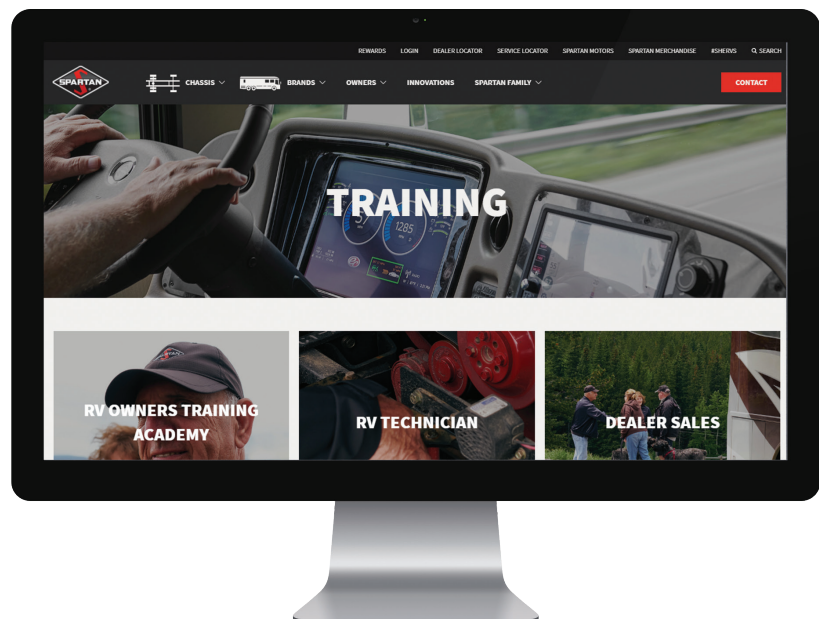 REWARDS LOGIN DEALER LOCATOR SERVICE LOCATOR SPARTAN MOTORS SPARTAN MERCHANDISE #SHERVS SEARCH
SPARTAN CHASSIS BRANDS OWNERS INNOVATIONS SPARTAN FAMILY CONTACT
TRAINING
1285
RV OWNERS TRAINING
ACADEMY
RV TECHNICIAN
DEALER SALES